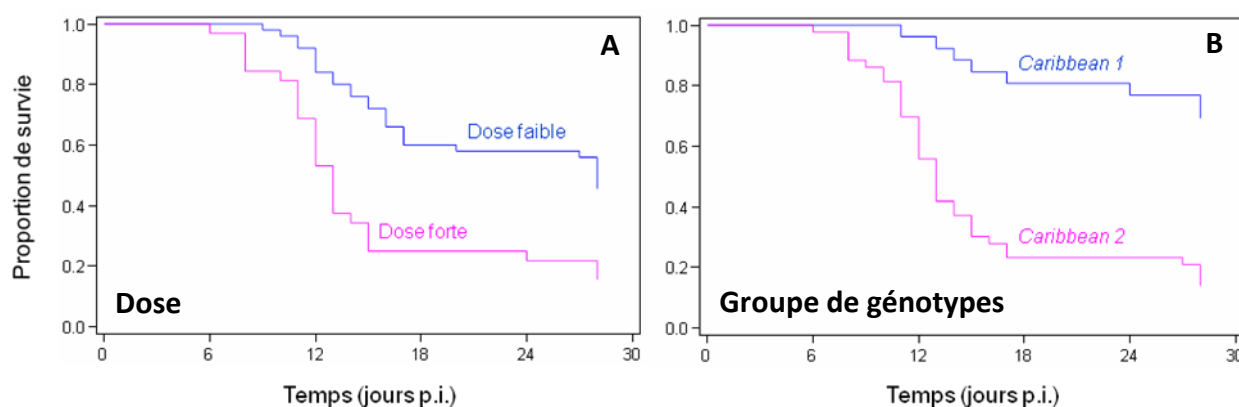 Proportion de survie
1.0
0.8
0.6
0.4
0.2
0.0
A
Dose faible
Dose forte
Dose
0 6 12 18 24 30
Temps (jours p.i.)
1.0
0.8
0.6
0.4
0.2
0.0
B
Caribbean 1
Caribbean 2
Groupe de génotypes
0 6 12 18 24 30
Temps (jours p.i.)